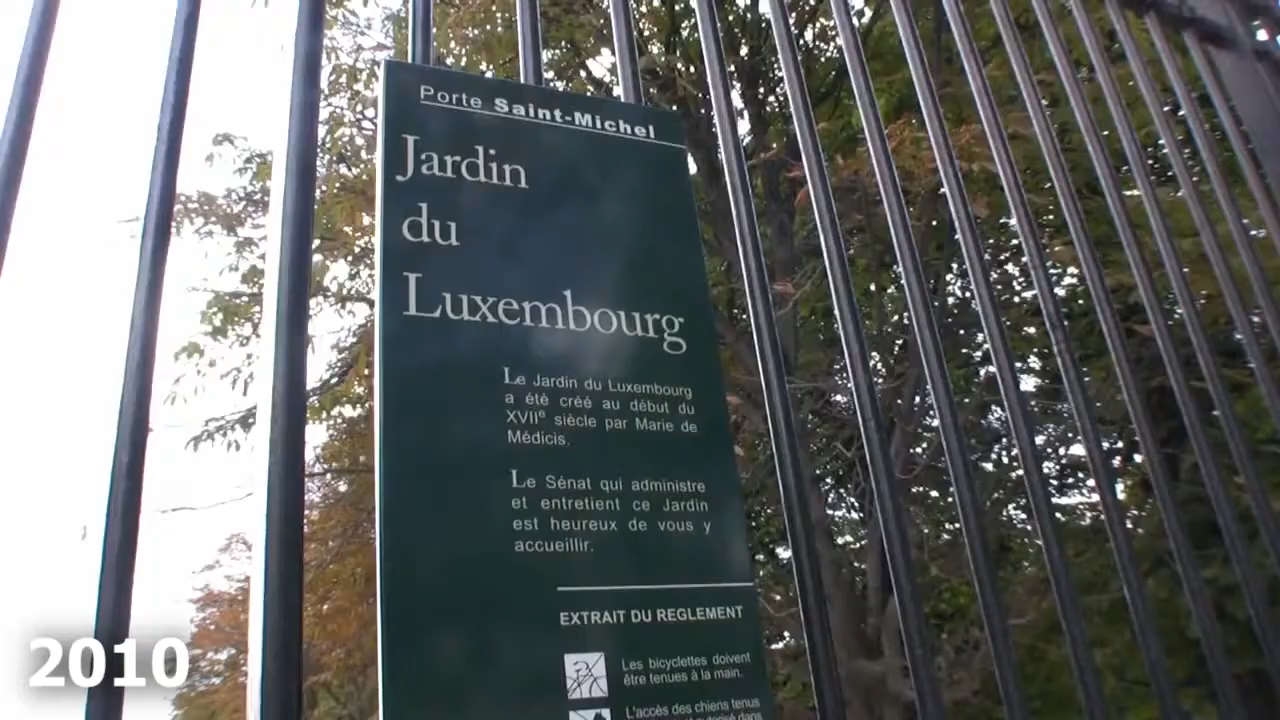 Porte Saint-Michel
Jardin
du
Luxembourg
Le Jardin du Luxembourg
a été créé au début du
XVIIe siècle par Marie de
Médicis.
Le Sénat qui administre
et entretient ce Jardin
est heureux de vous y
accueillir.
EXTRAIT DU REGLEMENT
Les bicyclettes doivent
être tenues à la main.
L'accès des chiens tenus
autorisé dans
2010